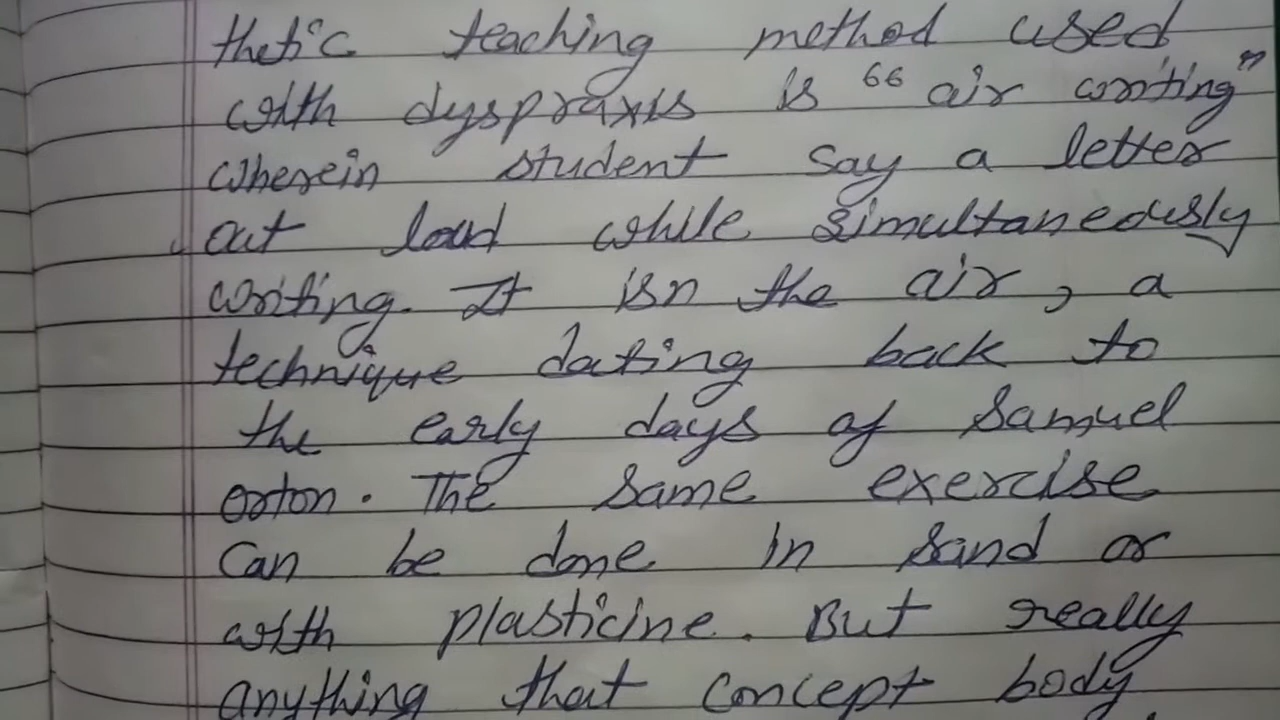 thetic teaching method used
with dyspraxis is “ air writing”
wherein student say a letter
out loud while simultaneously
writing. It isn the air, a
technique dating back to
the early days of Samuel
orton. The same exercise
can be done in sand or
with plasticine. But really
anything that concept body